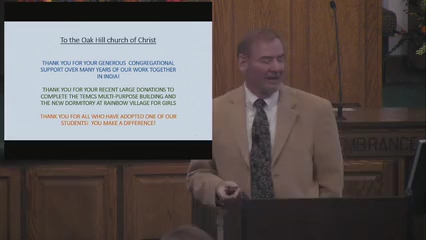 To the Oak Hill church of Christ
THANK YOU FOR YOUR GENEROUS CONGREGATIONAL
SUPPORT OVER MANY YEARS OF OUR WORK TOGETHER
IN INDIA!
THANK YOU FOR YOUR RECENT LARGE DONATIONS TO
COMPLETE THE TEMCS MULTI-PURPOSE BUILDING AND
THE NEW DORMITORY AT RAINBOW VILLAGE FOR GIRLS
THANK YOU FOR ALL WHO HAVE ADOPTED ONE OF OUR
STUDENTS! YOU MAKE A DIFFERENCE!
EMBRANCE